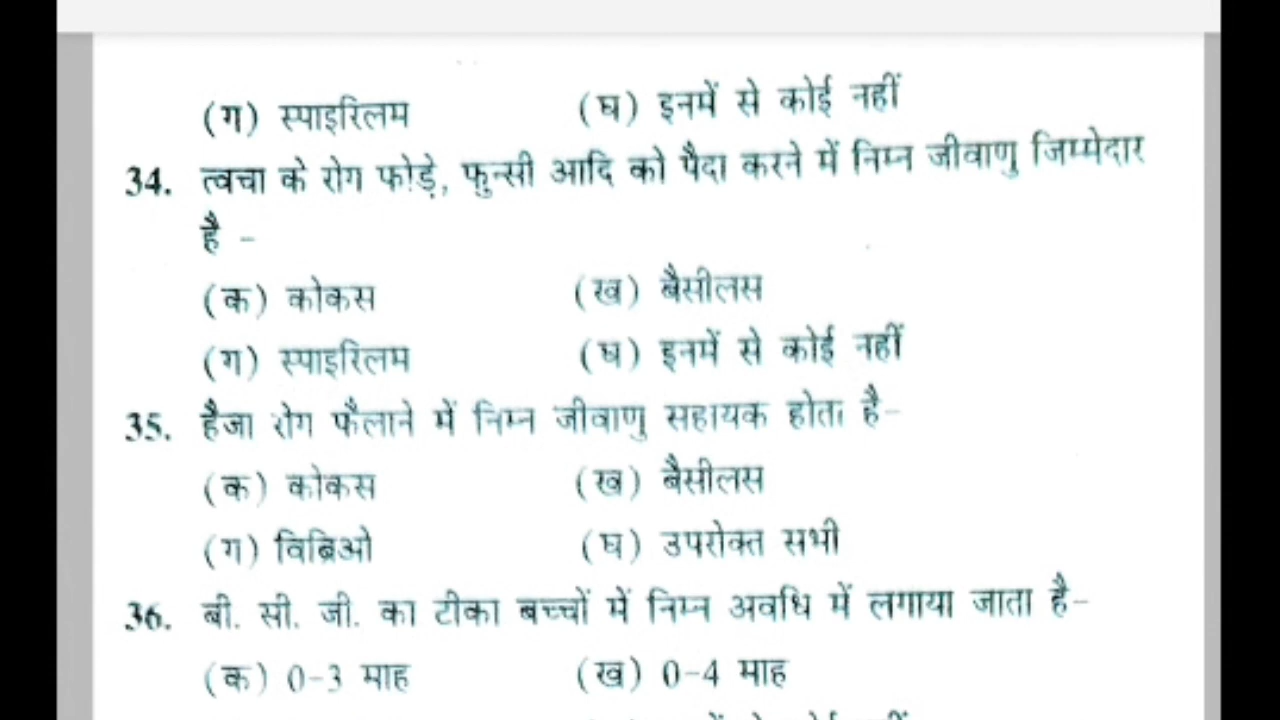 (ग) स्पाइरिलम (घ) इनमें से कोई नहीं
34. त्वचा के रोग फोड़े, फुन्सी आदि को पैदा करने में निम्न जीवाणु जिम्मेदार
है -
(क) कोकस (ख) बैसीलस
(ग) स्पाइरिलम (घ) इनमें से कोई नहीं
35. हैजा रोग फैलाने में निम्न जीवाणु सहायक होता है-
(क) कोकस (ख) बैसीलस
(ग) विब्रिओ (घ) उपरोक्त सभी
36. बी. सी. जी. का टीका बच्चों में निम्न अवधि में लगाया जाता है-
(क) 0-3 माह (ख) 0-4 माह